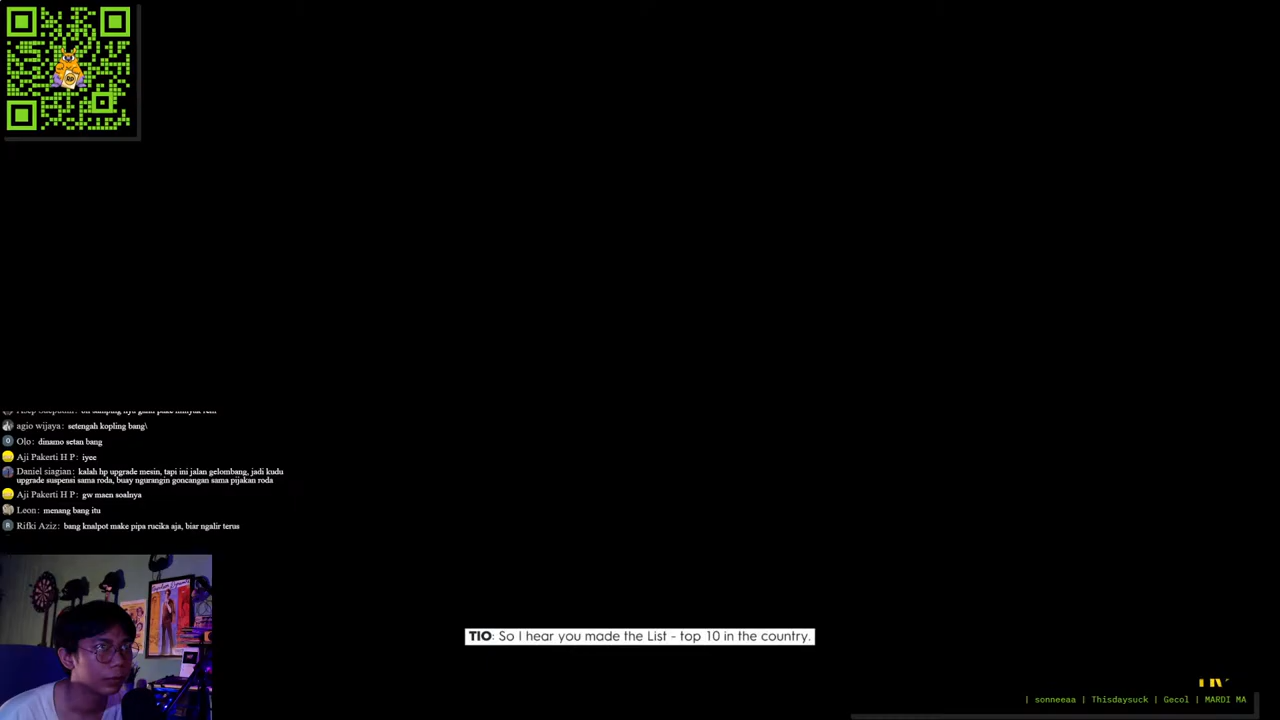 agio wijaya: setengah kopling bang\
Olo: dinamo setan bang
Aji Pakerti H P: iyee
Daniel siagian: kalah hp upgrade mesin, tapi ini jalan gelombang, jadi kudu
upgrade suspensi sama roda, buay ngurangin goncangan sama pijakan roda
Aji Pakerti H P: gw maen soalnya
Leon: menang bang itu
Rifki Aziz: bang knalpot make pipa rucika aja, biar ngalir terus
TIO: So I hear you made the List - top 10 in the country.
| sonneeaa | Thisdaysuck | Gecol | MARDI MA